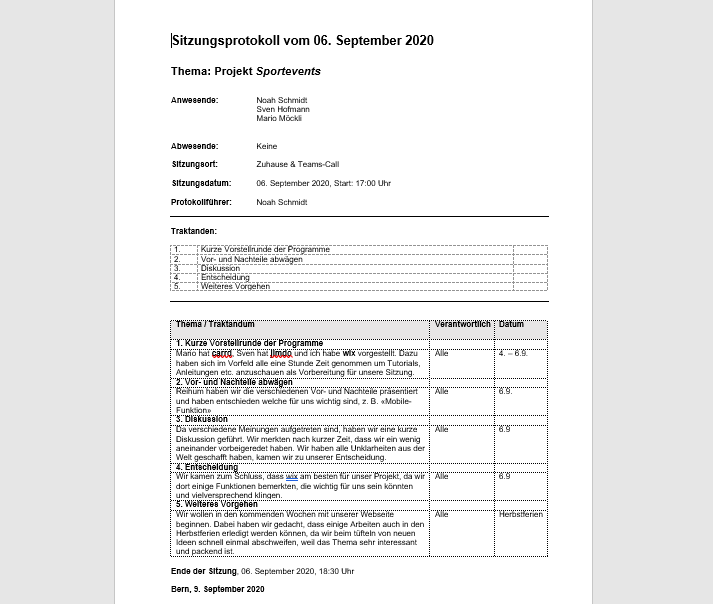 Sitzungsprotokoll vom 06. September 2020
Thema: Projekt Sportevents
Anwesende: Noah Schmidt
Sven Hofmann
Mario Möckli
Abwesende: Keine
Sitzungsort: Zuhause & Teams-Call
Sitzungsdatum: 06. September 2020, Start: 17:00 Uhr
Protokollführer: Noah Schmidt
Traktanden:
1. Kurze Vorstellrunde der Programme
2. Vor- und Nachteile abwägen
3. Diskussion
4. Entscheidung
5. Weiteres Vorgehen
Thema / Traktandum Verantwortlich Datum
1. Kurze Vorstellrunde der Programme
Mario hat carrd, Sven hat jimdo und ich habe wix vorgestellt. Dazu Alle 4. – 6.9.
haben sich im Vorfeld alle eine Stunde Zeit genommen um Tutorials,
Anleitungen etc. anzuschauen als Vorbereitung für unsere Sitzung.
2. Vor- und Nachteile abwägen
Reihum haben wir die verschiedenen Vor- und Nachteile präsentiert Alle 6.9.
und haben entschieden welche für uns wichtig sind, z. B. «Mobile-
Funktion»
3. Diskussion
Da verschiedene Meinungen aufgetreten sind, haben wir eine kurze Alle 6.9
Diskussion geführt. Wir merkten nach kurzer Zeit, dass wir ein wenig
aneinander vorbeigeredet haben. Wir haben alle Unklarheiten aus der
Welt geschafft haben, kamen wir zu unserer Entscheidung.
4. Entscheidung
Wir kamen zum Schluss, dass wix am besten für unser Projekt, da wir Alle 6.9
dort einige Funktionen bemerkten, die wichtig für uns sein könnten
und vielversprechend klingen.
5. Weiteres Vorgehen
Wir wollen in den kommenden Wochen mit unserer Webseite Alle Herbstferien
beginnen. Dabei haben wir gedacht, dass einige Arbeiten auch in den
Herbstferien erledigt werden können, da wir beim tüfteln von neuen
Ideen schnell einmal abschweifen, weil das Thema sehr interessant
und packend ist.
Ende der Sitzung, 06. September 2020, 18:30 Uhr
Bern, 9. September 2020